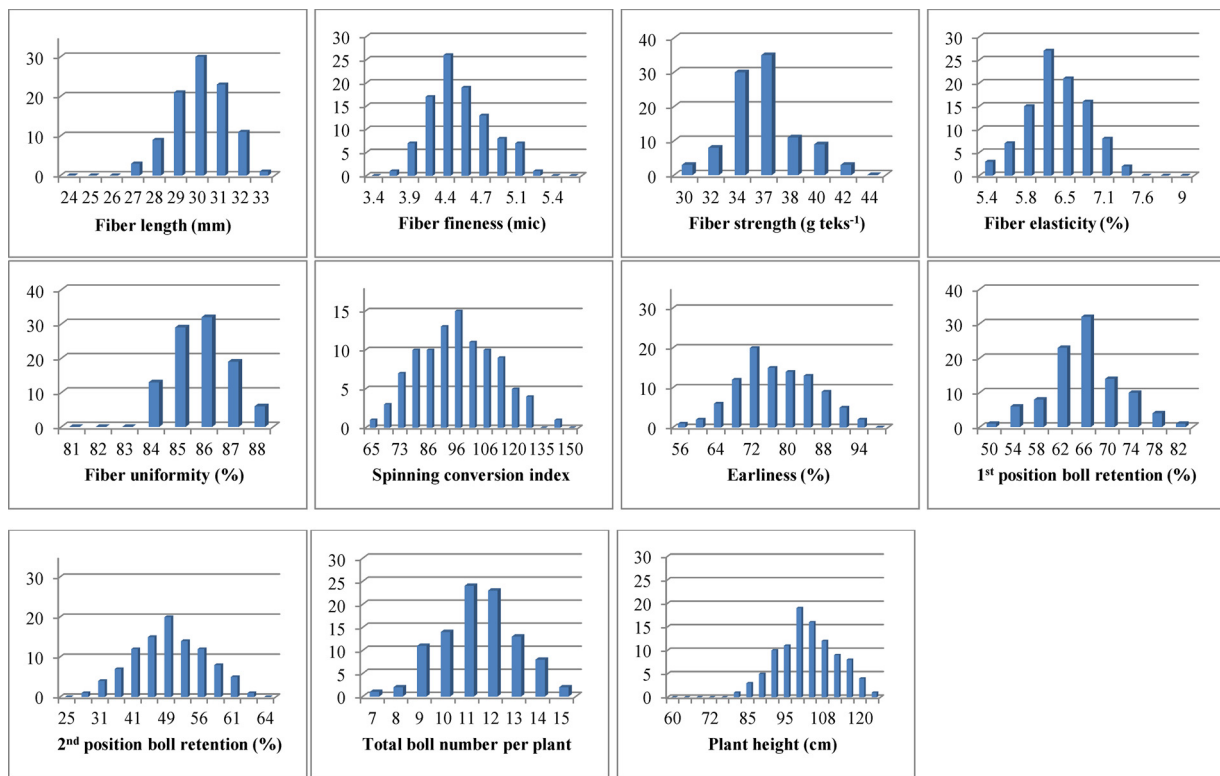 30
20
10
0
24 25 26 27 28 29 30 31 32 33
Fiber length (mm)
30
25
20
15
10
5
0
3.4 3.9 4.4 4.7 5.1 5.4
Fiber fineness (mic)
40
30
20
10
0
30 32 34 37 38 40 42 44
Fiber strength (g teks⁻¹)
30
25
20
15
10
5
0
5.4 5.8 6.5 7.1 7.6 9
Fiber elasticity (%)
40
30
20
10
0
81 82 83 84 85 86 87 88
Fiber uniformity (%)
15
10
5
0
65 73 86 96 106 120 135 150
Spinning conversion index
30
20
10
0
56 64 72 80 88 94
Earliness (%)
40
30
20
10
0
50 54 58 62 66 70 74 78 82
1st position boll retention (%)
30
20
10
0
25 31 41 49 56 61 64
2nd position boll retention (%)
30
25
20
15
10
5
0
7 8 9 10 11 12 13 14 15
Total boll number per plant
30
25
20
15
10
5
0
60 72 85 95 108 120
Plant height (cm)